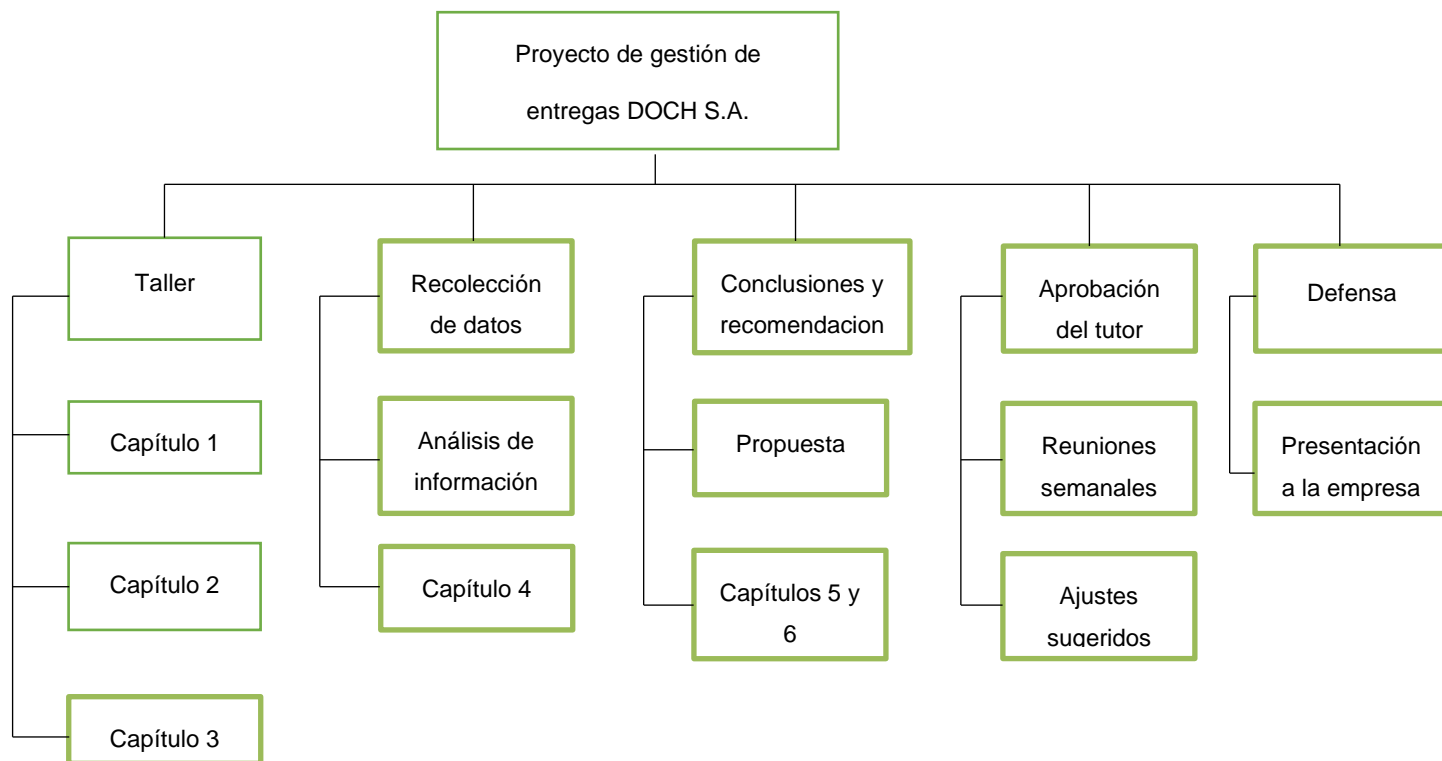 Proyecto de gestión de
entregas DOCH S.A.
Taller
Capítulo 1
Capítulo 2
Capítulo 3
Recolección
de datos
Análisis de
información
Capítulo 4
Conclusiones y
recomendacion
Propuesta
Capítulos 5 y
6
Aprobación
del tutor
Reuniones
semanales
Ajustes
sugeridos
Defensa
Presentación
a la empresa